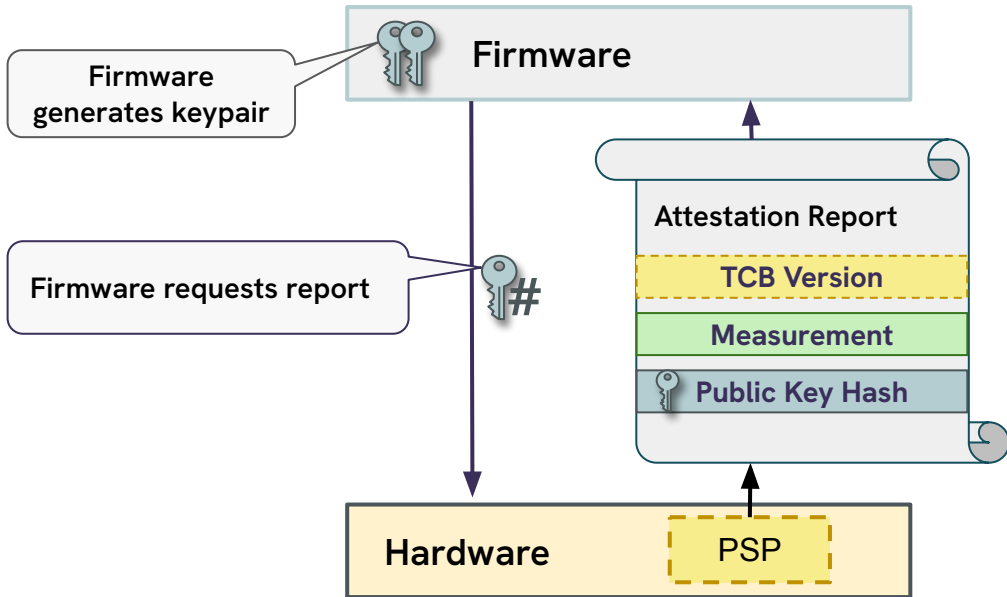 Firmware
Firmware
generates keypair
Attestation Report
Firmware requests report
#
TCB Version
Measurement
Public Key Hash
Hardware
PSP